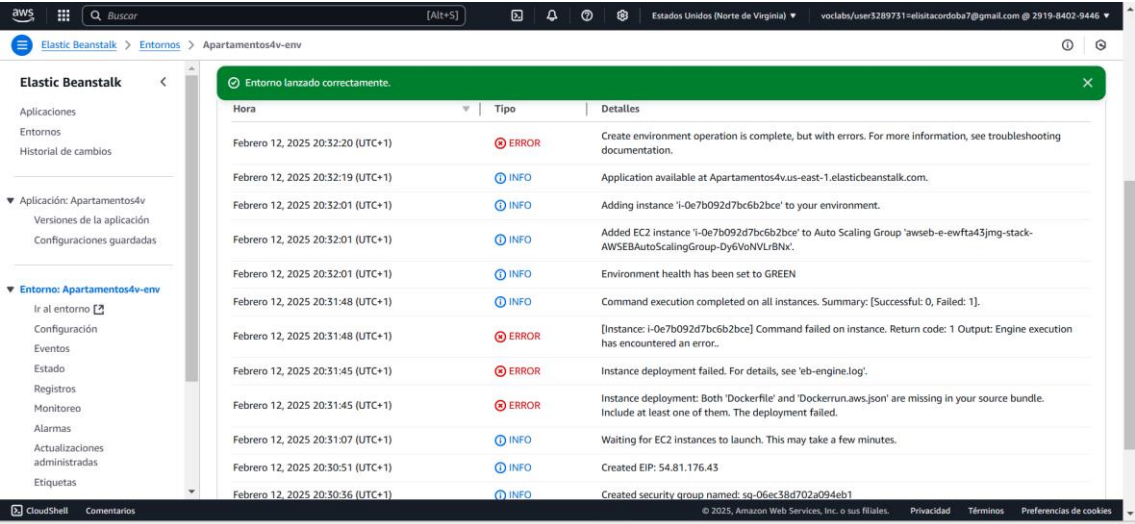 aws
Buscar
[Alt+S]
Estados Unidos (Norte de Virginia) ▼
voclabs/user3289731=elisitacordoba7@gmail.com @ 2919-8402-9446 ▼
Elastic Beanstalk > Entornos > Apartamentos4v-env
Elastic Beanstalk
Aplicaciones
Entornos
Historial de cambios
Aplicación: Apartamentos4v
Versiones de la aplicación
Configuraciones guardadas
Entorno: Apartamentos4v-env
Ir al entorno
Configuración
Eventos
Estado
Registros
Monitoreo
Alarmas
Actualizaciones
administradas
Etiquetas
Entorno lanzado correctamente.
Hora Tipo Detalles
Febrero 12, 2025 20:32:20 (UTC+1) ERROR Create environment operation is complete, but with errors. For more information, see troubleshooting
documentation.
Febrero 12, 2025 20:32:19 (UTC+1) INFO Application available at Apartamentos4v.us-east-1.elasticbeanstalk.com.
Febrero 12, 2025 20:32:01 (UTC+1) INFO Adding instance 'i-0e7b092d7bc6b2bce' to your environment.
Febrero 12, 2025 20:32:01 (UTC+1) INFO Added EC2 instance 'i-0e7b092d7bc6b2bce' to Auto Scaling Group 'awseb-e-ewfta43jmg-stack-
AWSEBAutoScalingGroup-Dy6VoNVLrBNx'.
Febrero 12, 2025 20:32:01 (UTC+1) INFO Environment health has been set to GREEN
Febrero 12, 2025 20:31:48 (UTC+1) INFO Command execution completed on all instances. Summary: [Successful: 0, Failed: 1].
Febrero 12, 2025 20:31:48 (UTC+1) ERROR [Instance: i-0e7b092d7bc6b2bce] Command failed on instance. Return code: 1 Output: Engine execution
has encountered an error..
Febrero 12, 2025 20:31:45 (UTC+1) ERROR Instance deployment failed. For details, see 'eb-engine.log'.
Febrero 12, 2025 20:31:45 (UTC+1) ERROR Instance deployment: Both 'Dockerfile' and 'Dockerrun.aws.json' are missing in your source bundle.
Include at least one of them. The deployment failed.
Febrero 12, 2025 20:31:07 (UTC+1) INFO Waiting for EC2 instances to launch. This may take a few minutes.
Febrero 12, 2025 20:30:51 (UTC+1) INFO Created EIP: 54.81.176.43
Febrero 12, 2025 20:30:36 (UTC+1) INFO Created security group named: sg-06ec38d702a094eb1
CloudShell Comentarios
© 2025, Amazon Web Services, Inc. o sus filiales. Privacidad Términos Preferencias de cookies